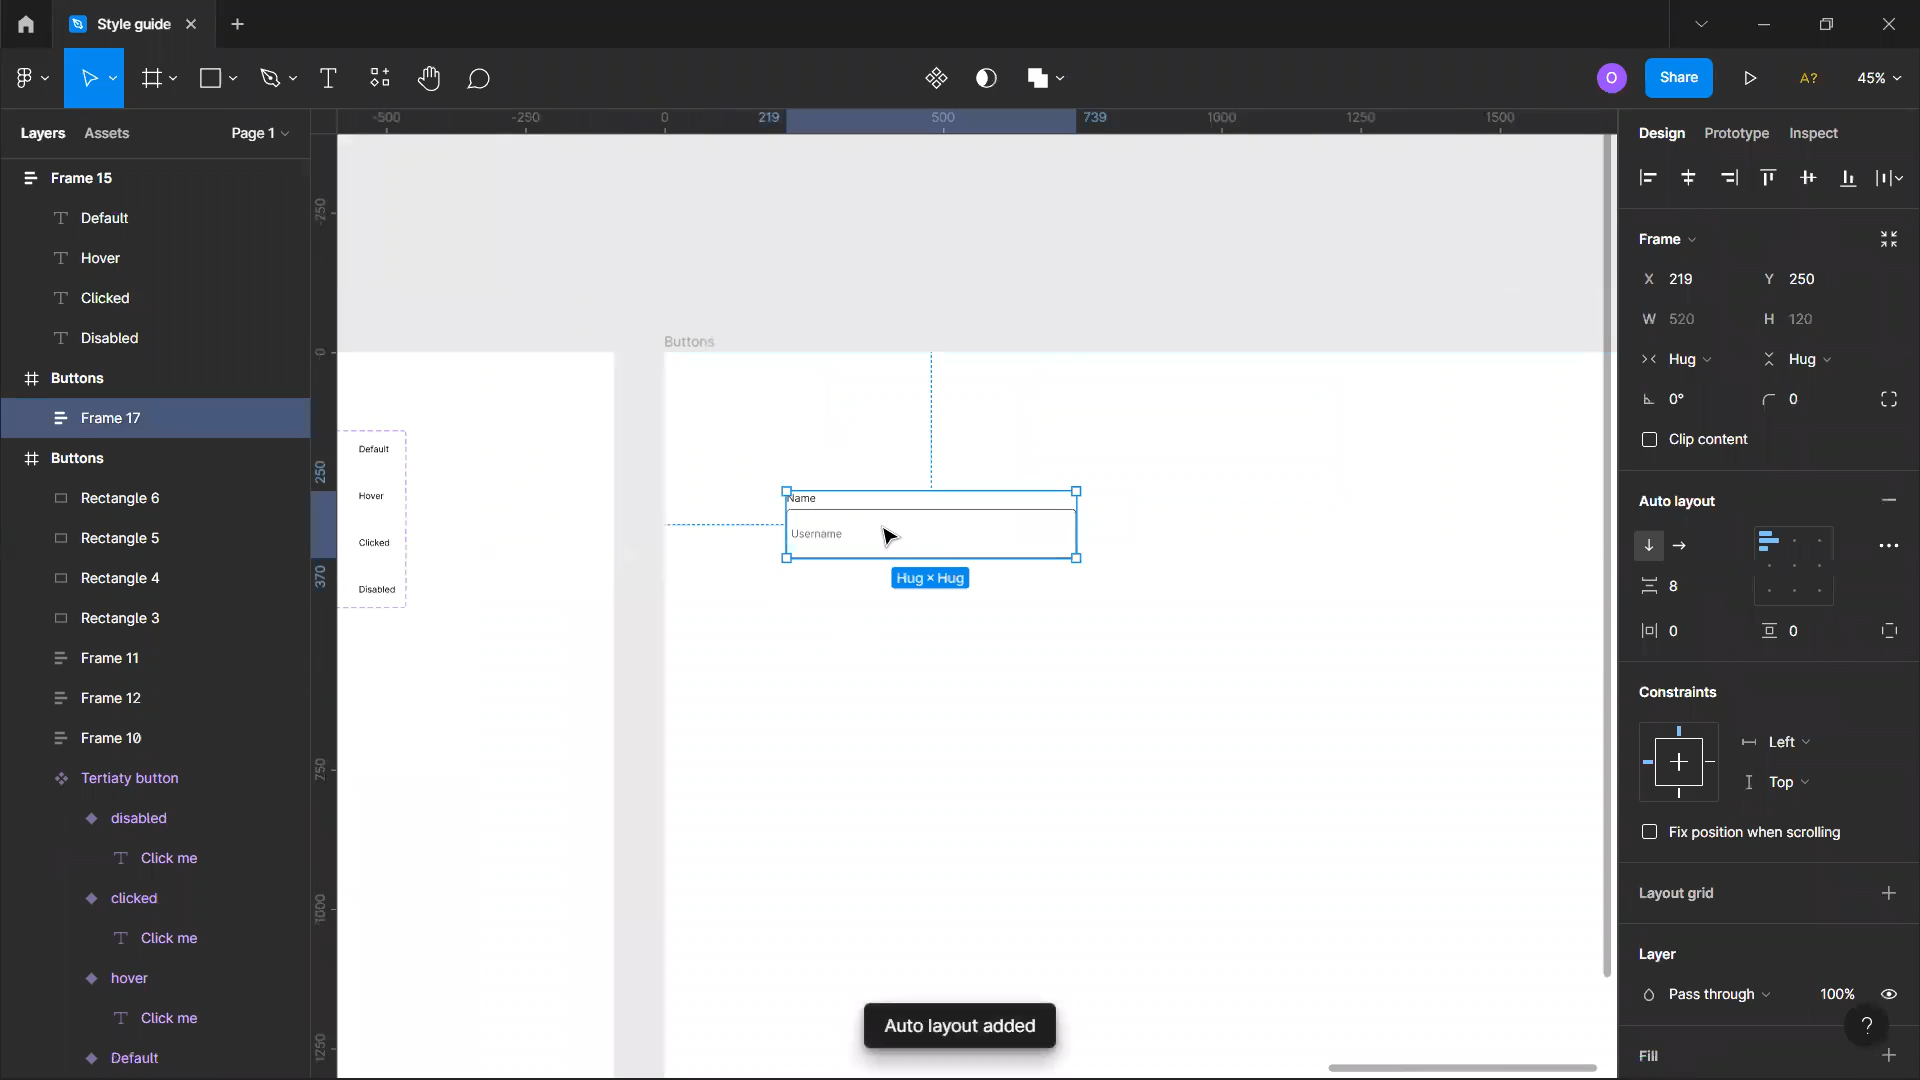 Style guide
Share
A?
45%
O
Layers
Assets
Page 1
Frame 15
Default
Hover
Clicked
Disabled
Buttons
Frame 17
Buttons
Rectangle 6
Rectangle 5
Rectangle 4
Rectangle 3
Frame 11
Frame 12
Frame 10
Tertiaty button
disabled
Click me
clicked
Click me
hover
Click me
Default
-500
-250
0
219
500
739
1000
1250
1500
-250
0
250
370
750
1000
1250
Buttons
Default
Hover
Clicked
Disabled
Name
Username
Hug × Hug
Auto layout added
Design
Prototype
Inspect
Frame
X 219
Y 250
W 520
H 120
Hug
Hug
0°
0
Clip content
Auto layout
8
0
0
Constraints
Left
Top
Fix position when scrolling
Layout grid
Layer
Pass through
100%
?
Fill